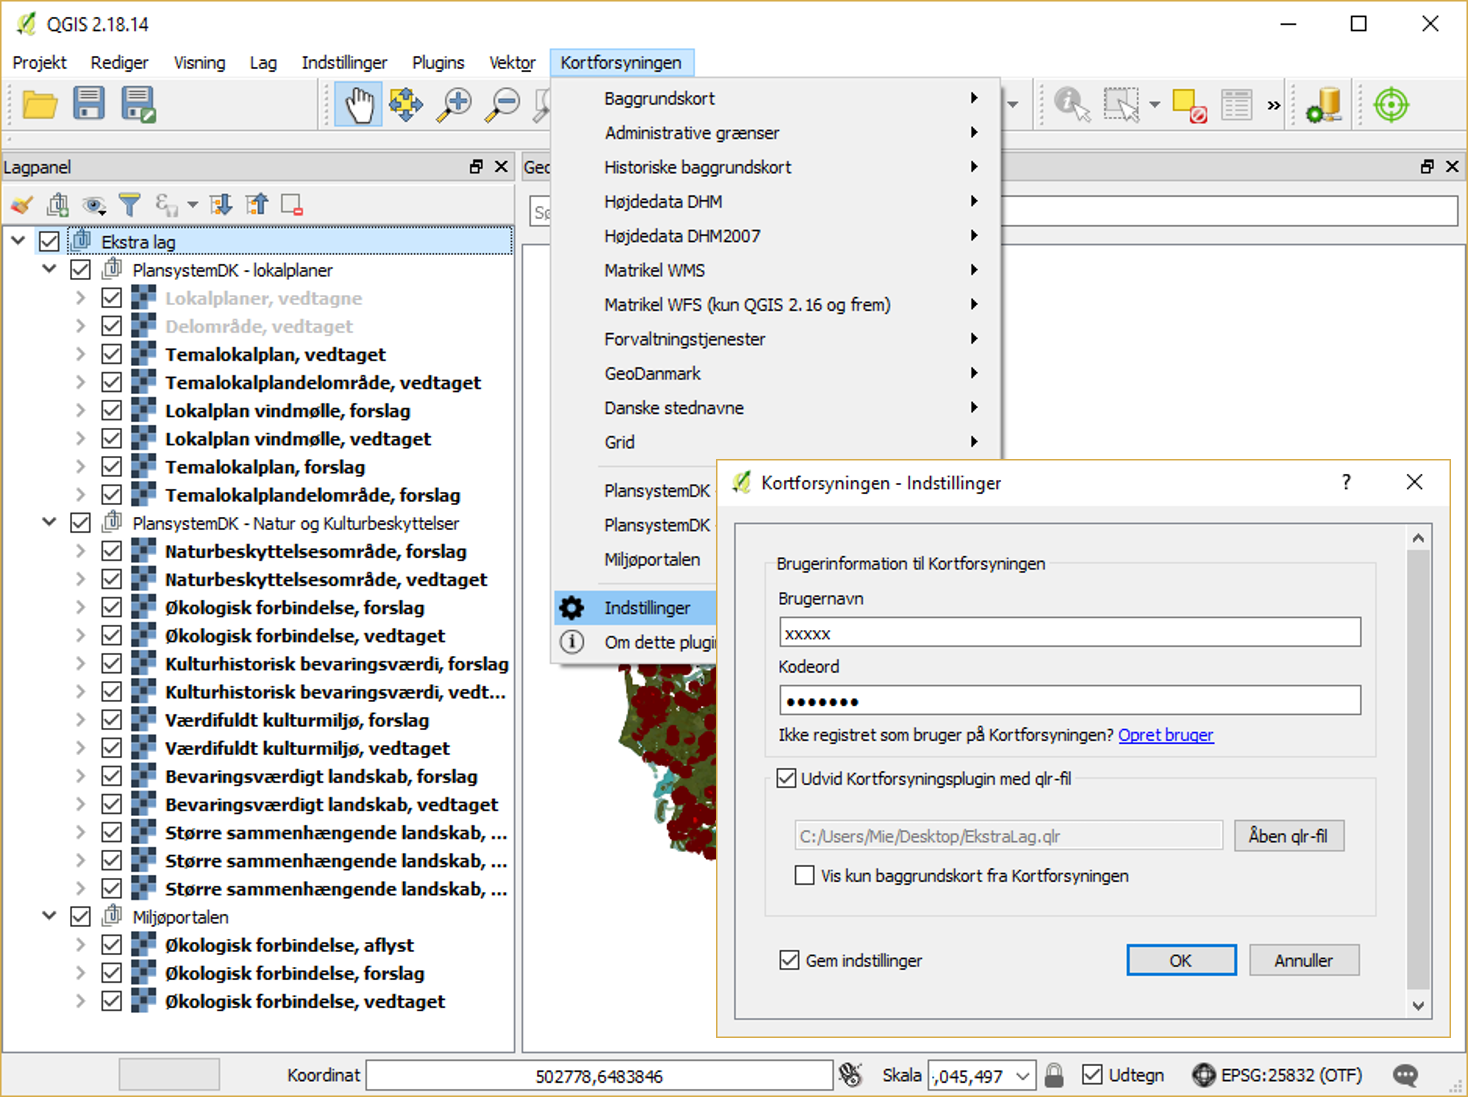 QGIS 2.18.14
Projekt Rediger Visning Lag Indstillinger Plugins Vektor Kortforsyningen
Lagpanel
Geo
Ekstra lag
PlansystemDK - lokalplaner
Lokalplaner, vedtagne
Delområde, vedtaget
Temalokalplan, vedtaget
Temalokalplandelområde, vedtaget
Lokalplan vindmølle, forslag
Lokalplan vindmølle, vedtaget
Temalokalplan, forslag
Temalokalplandelområde, forslag
PlansystemDK - Natur og Kulturbeskyttelser
Naturbeskyttelsesområde, forslag
Naturbeskyttelsesområde, vedtaget
Økologisk forbindelse, forslag
Økologisk forbindelse, vedtaget
Kulturhistorisk bevaringsværdi, forslag
Kulturhistorisk bevaringsværdi, vedt...
Værdifuldt kulturmiljø, forslag
Værdifuldt kulturmiljø, vedtaget
Bevaringsværdigt landskab, forslag
Bevaringsværdigt landskab, vedtaget
Større sammenhængende landskab, ...
Større sammenhængende landskab, ...
Større sammenhængende landskab, ...
Miljøportalen
Økologisk forbindelse, aflyst
Økologisk forbindelse, forslag
Økologisk forbindelse, vedtaget
Baggrundskort
Administrative grænser
Historiske baggrundskort
Højdedata DHM
Højdedata DHM2007
Matrikel WMS
Matrikel WFS (kun QGIS 2.16 og frem)
Forvaltningstjenester
GeoDanmark
Danske stednavne
Grid
PlansystemDK
PlansystemDK
Miljøportalen
Indstillinger
Om dette plugin
Kortforsyningen - Indstillinger
?
Brugerinformation til Kortforsyningen
Brugernavn
xxxxx
Kodeord
●●●●●●●
Ikke registret som bruger på Kortforsyningen? Opret bruger
Udvid Kortforsyningsplugin med qlr-fil
C:/Users/Mie/Desktop/EkstraLag.qlr Åben qlr-fil
Vis kun baggrundskort fra Kortforsyningen
Gem indstillinger OK Annuller
Koordinat 502778,6483846 Skala .,045,497 Udtegn EPSG:25832 (OTF)